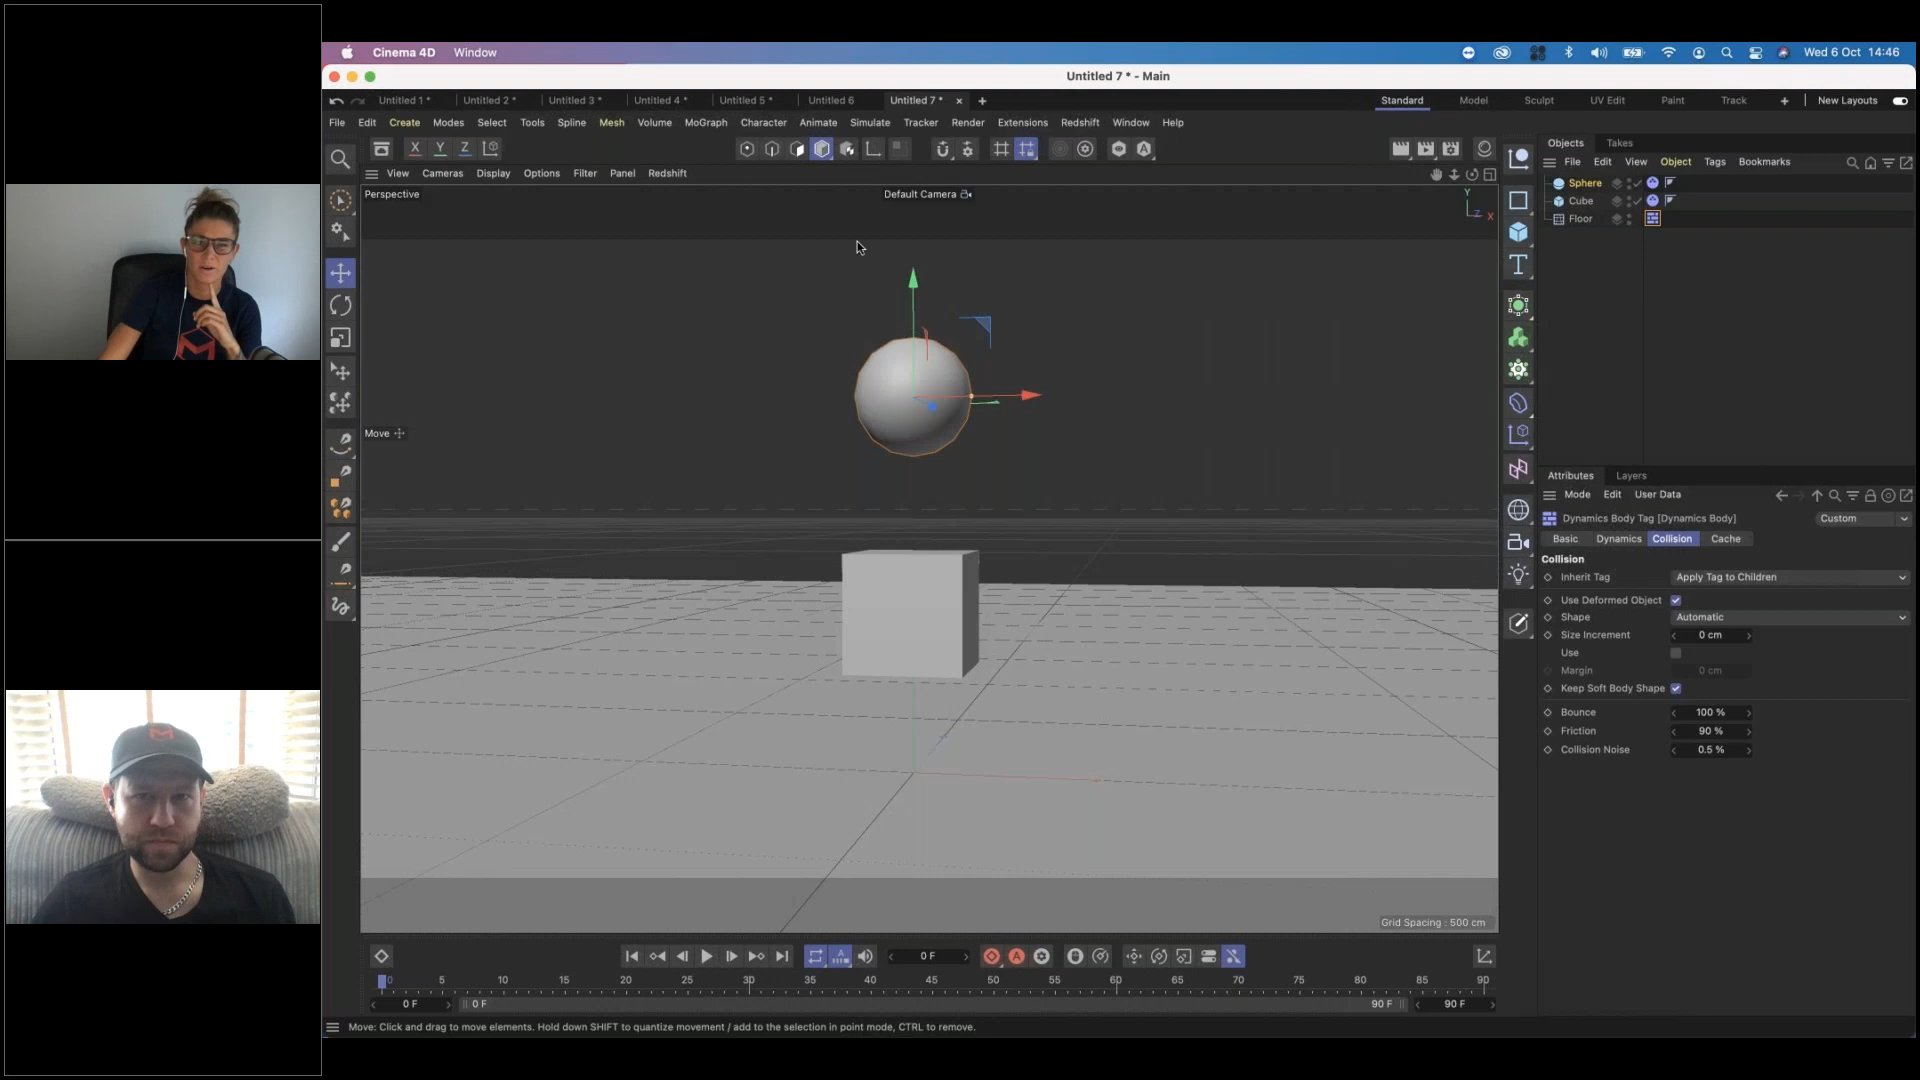 Cinema 4D Window
Wed 6 Oct 14:46
Untitled 7 * - Main
Untitled 1 * Untitled 2 * Untitled 3 * Untitled 4 * Untitled 5 * Untitled 6 Untitled 7 * × +
Standard Model Sculpt UV Edit Paint Track + New Layouts
File Edit Create Modes Select Tools Spline Mesh Volume MoGraph Character Animate Simulate Tracker Render Extensions Redshift Window Help
X Y Z
View Cameras Display Options Filter Panel Redshift
Perspective
Default Camera
Y
Z X
Move
Grid Spacing : 500 cm
Objects Takes
File Edit View Object Tags Bookmarks
Sphere
Cube
Floor
Attributes Layers
Mode Edit User Data
Dynamics Body Tag [Dynamics Body]
Custom
Basic Dynamics Collision Cache
Collision
Inherit Tag Apply Tag to Children
Use Deformed Object
Shape Automatic
Size Increment 0 cm
Use
Margin 0 cm
Keep Soft Body Shape
Bounce 100 %
Friction 90 %
Collision Noise 0.5 %
0 F
0 5 10 15 20 25 30 35 40 45 50 55 60 65 70 75 80 85 90
0 F 0 F 90 F 90 F
Move: Click and drag to move elements. Hold down SHIFT to quantize movement / add to the selection in point mode, CTRL to remove.